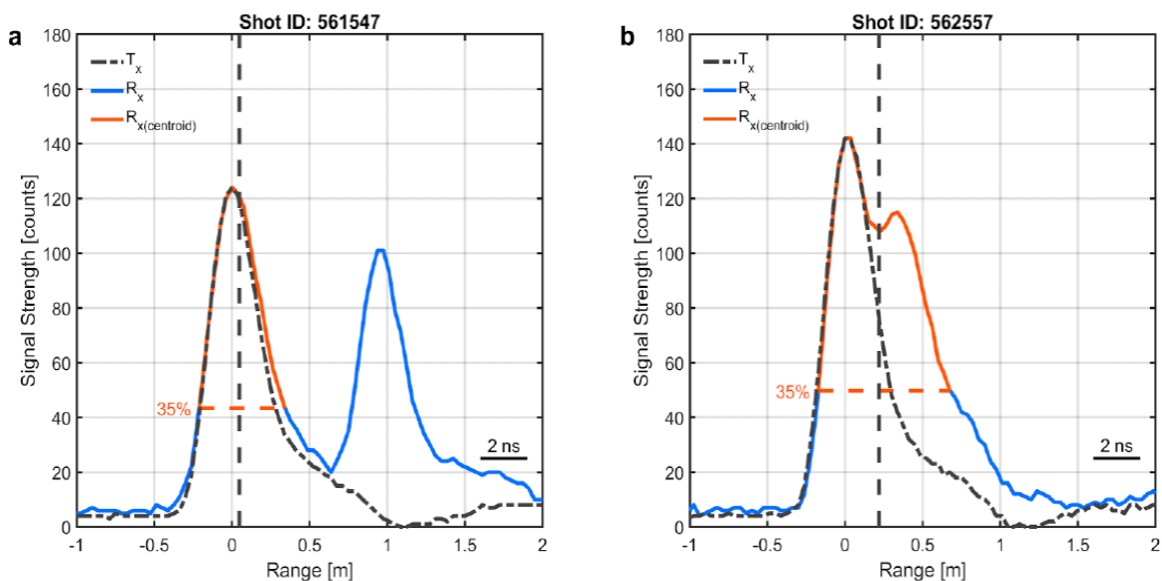 a
Shot ID: 561547
180
160
140
120
100
80
60
40
20
0
Signal Strength [counts]
Tx
Rx
Rx(centroid)
35%
2 ns
-1 -0.5 0 0.5 1 1.5 2
Range [m]
b
Shot ID: 562557
180
160
140
120
100
80
60
40
20
0
Signal Strength [counts]
Tx
Rx
Rx(centroid)
35%
2 ns
-1 -0.5 0 0.5 1 1.5 2
Range [m]